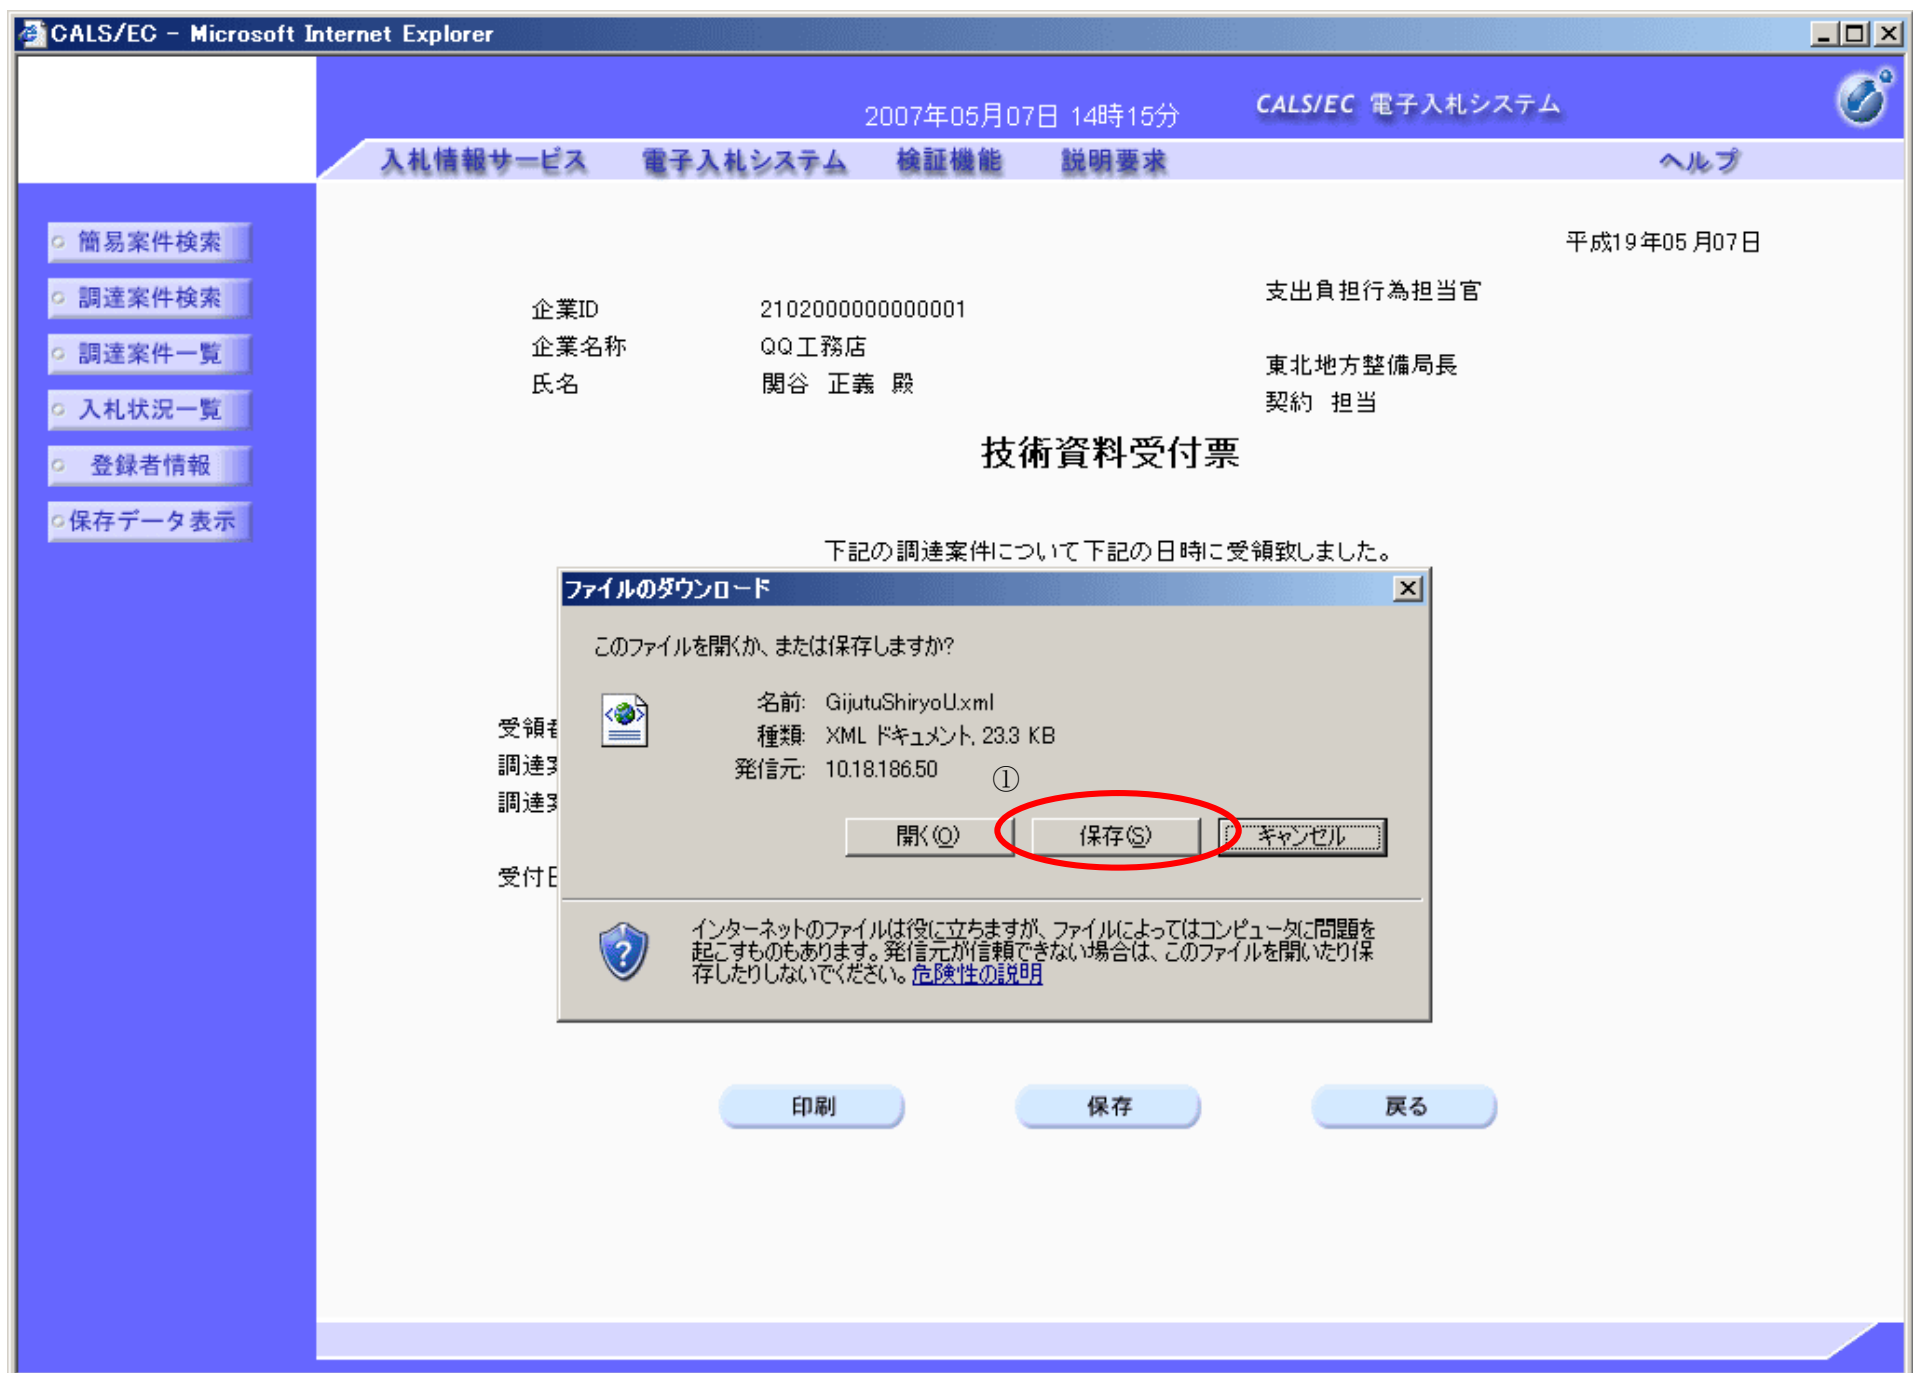 CALS/EC - Microsoft Internet Explorer
2007年05月07日 14時15分
CALS/EC 電子入札システム
入札情報サービス 電子入札システム 検証機能 説明要求 ヘルプ
簡易案件検索
調達案件検索
調達案件一覧
入札状況一覧
登録者情報
保存データ表示
平成19年05月07日
支出負担行為担当官
企業ID 2102000000000001
企業名称 QQ工務店
氏名 関谷 正義 殿
東北地方整備局長
契約 担当
技術資料受付票
下記の調達案件について下記の日時に受領致しました。
ファイルのダウンロード
このファイルを開くか、または保存しますか?
名前: GijutuShiryoU.xml
種類: XML ドキュメント, 23.3 KB
発信元: 10.18.186.50
①
開く(O) 保存(S) キャンセル
インターネットのファイルは役に立ちますが、ファイルによってはコンピュータに問題を
起こすものもあります。発信元が信頼できない場合は、このファイルを開いたり保
存したりしないでください。危険性の説明
受領
調達
調達
受付
印刷 保存 戻る